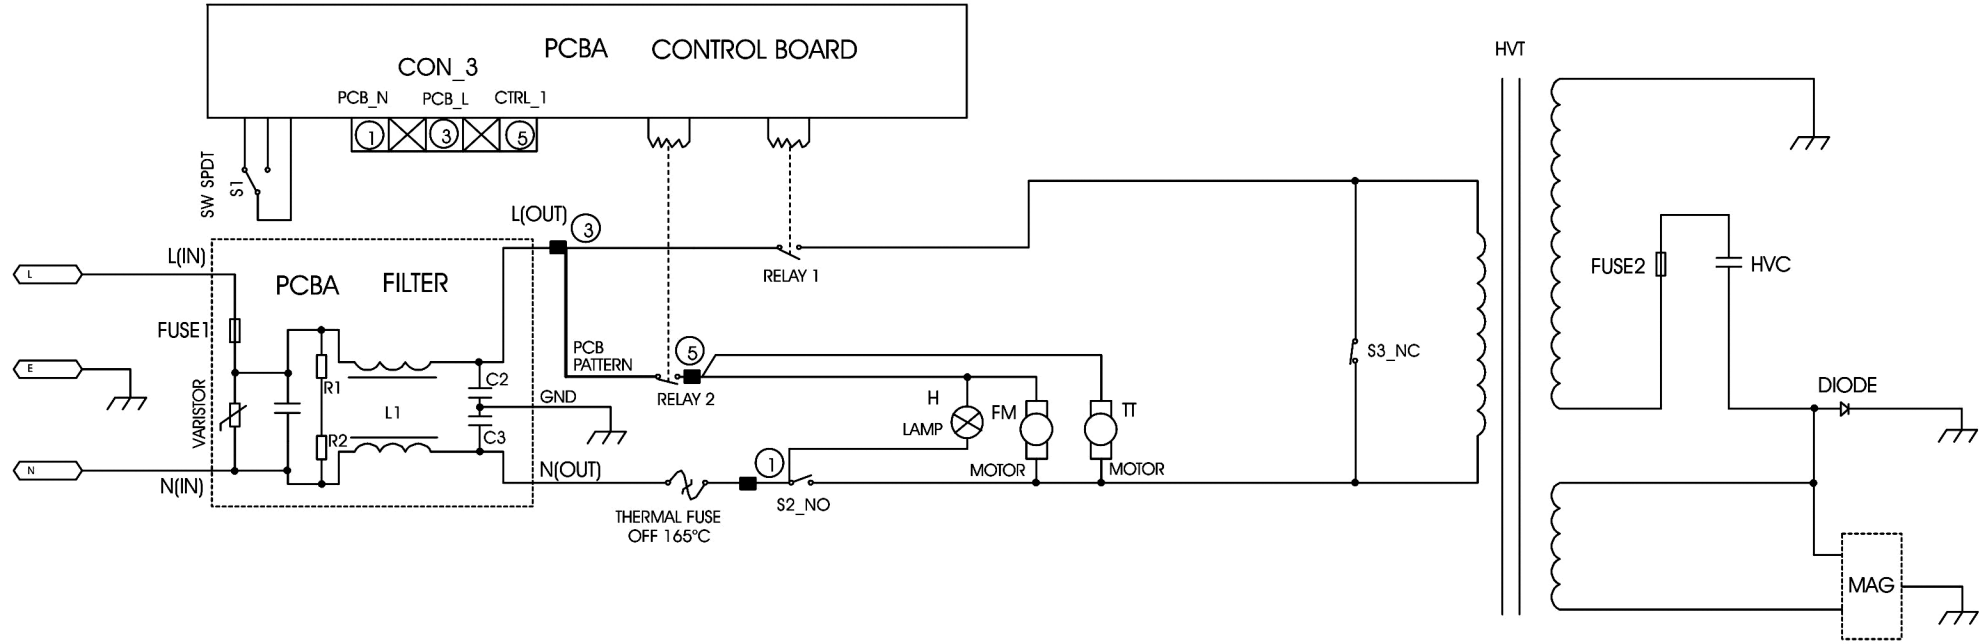 PCBA CONTROL BOARD
HVT
CON_3
PCB_N PCB_L CTRL_1
1 3 5
SW SPDT
S1
L(OUT) 3
L(IN)
L
PCBA FILTER
RELAY 1
FUSE2
HVC
FUSE1
PCB
PATTERN
5
S3_NC
E
VARISTOR
R1
C2
GND
RELAY 2
H
LAMP
FM
TT
DIODE
L1
R2
C3
N
N(IN)
N(OUT)
1
MOTOR
MOTOR
S2_NO
THERMAL FUSE
OFF 165°C
MAG